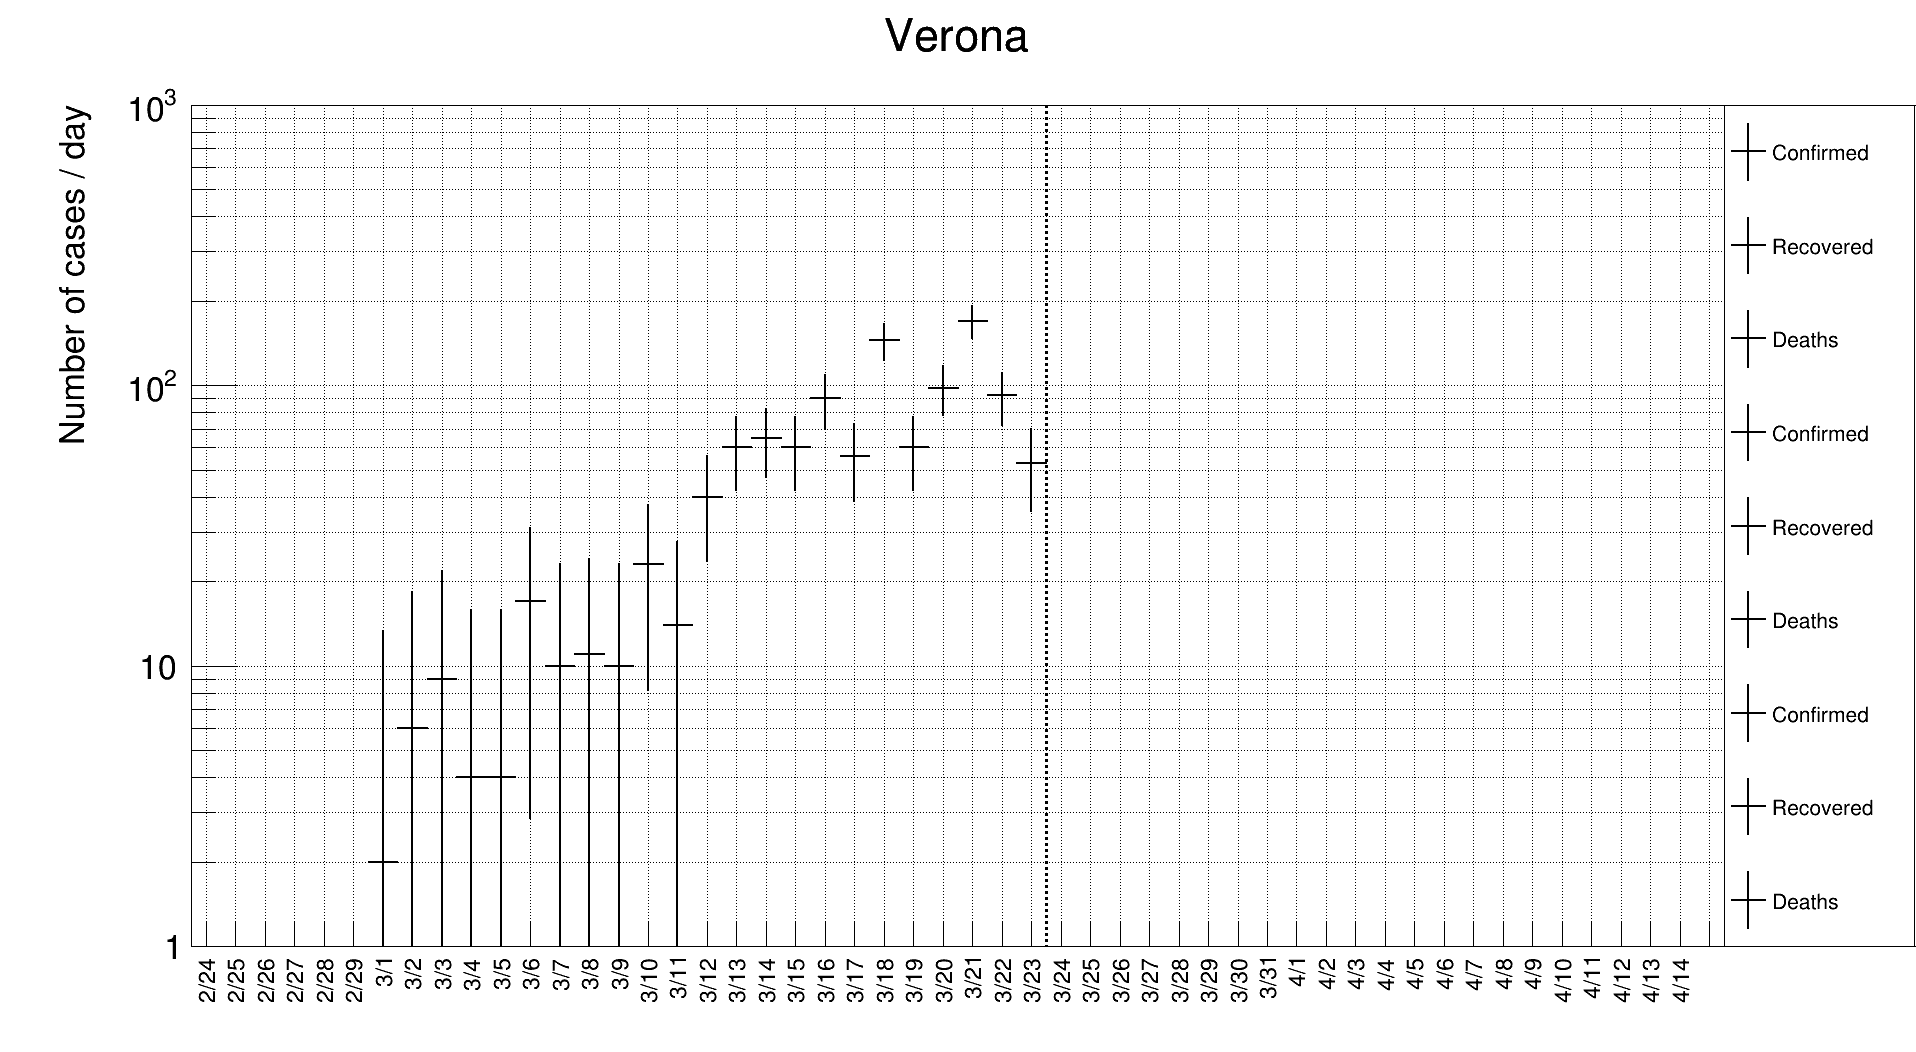 Verona
Number of cases / day
10³
10²
10
1
2/24 2/25 2/26 2/27 2/28 2/29 3/1 3/2 3/3 3/4 3/5 3/6 3/7 3/8 3/9 3/10 3/11 3/12 3/13 3/14 3/15 3/16 3/17 3/18 3/19 3/20 3/21 3/22 3/23 3/24 3/25 3/26 3/27 3/28 3/29 3/30 3/31 4/1 4/2 4/3 4/4 4/5 4/6 4/7 4/8 4/9 4/10 4/11 4/12 4/13 4/14
Confirmed
Recovered
Deaths
Confirmed
Recovered
Deaths
Confirmed
Recovered
Deaths